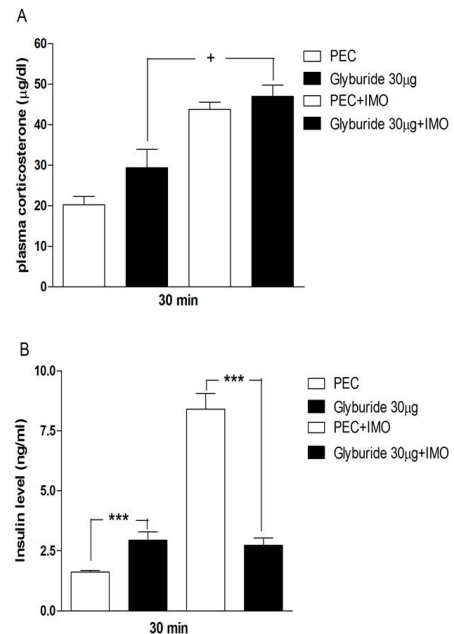 A
60
50
40
30
20
10
0
plasma corticosterone (µg/dl)
+
PEC
Glyburide 30µg
PEC+IMO
Glyburide 30µg+IMO
30 min
B
10.0
7.5
5.0
2.5
0.0
Insulin level (ng/ml)
***
***
PEC
Glyburide 30µg
PEC+IMO
Glyburide 30µg+IMO
30 min